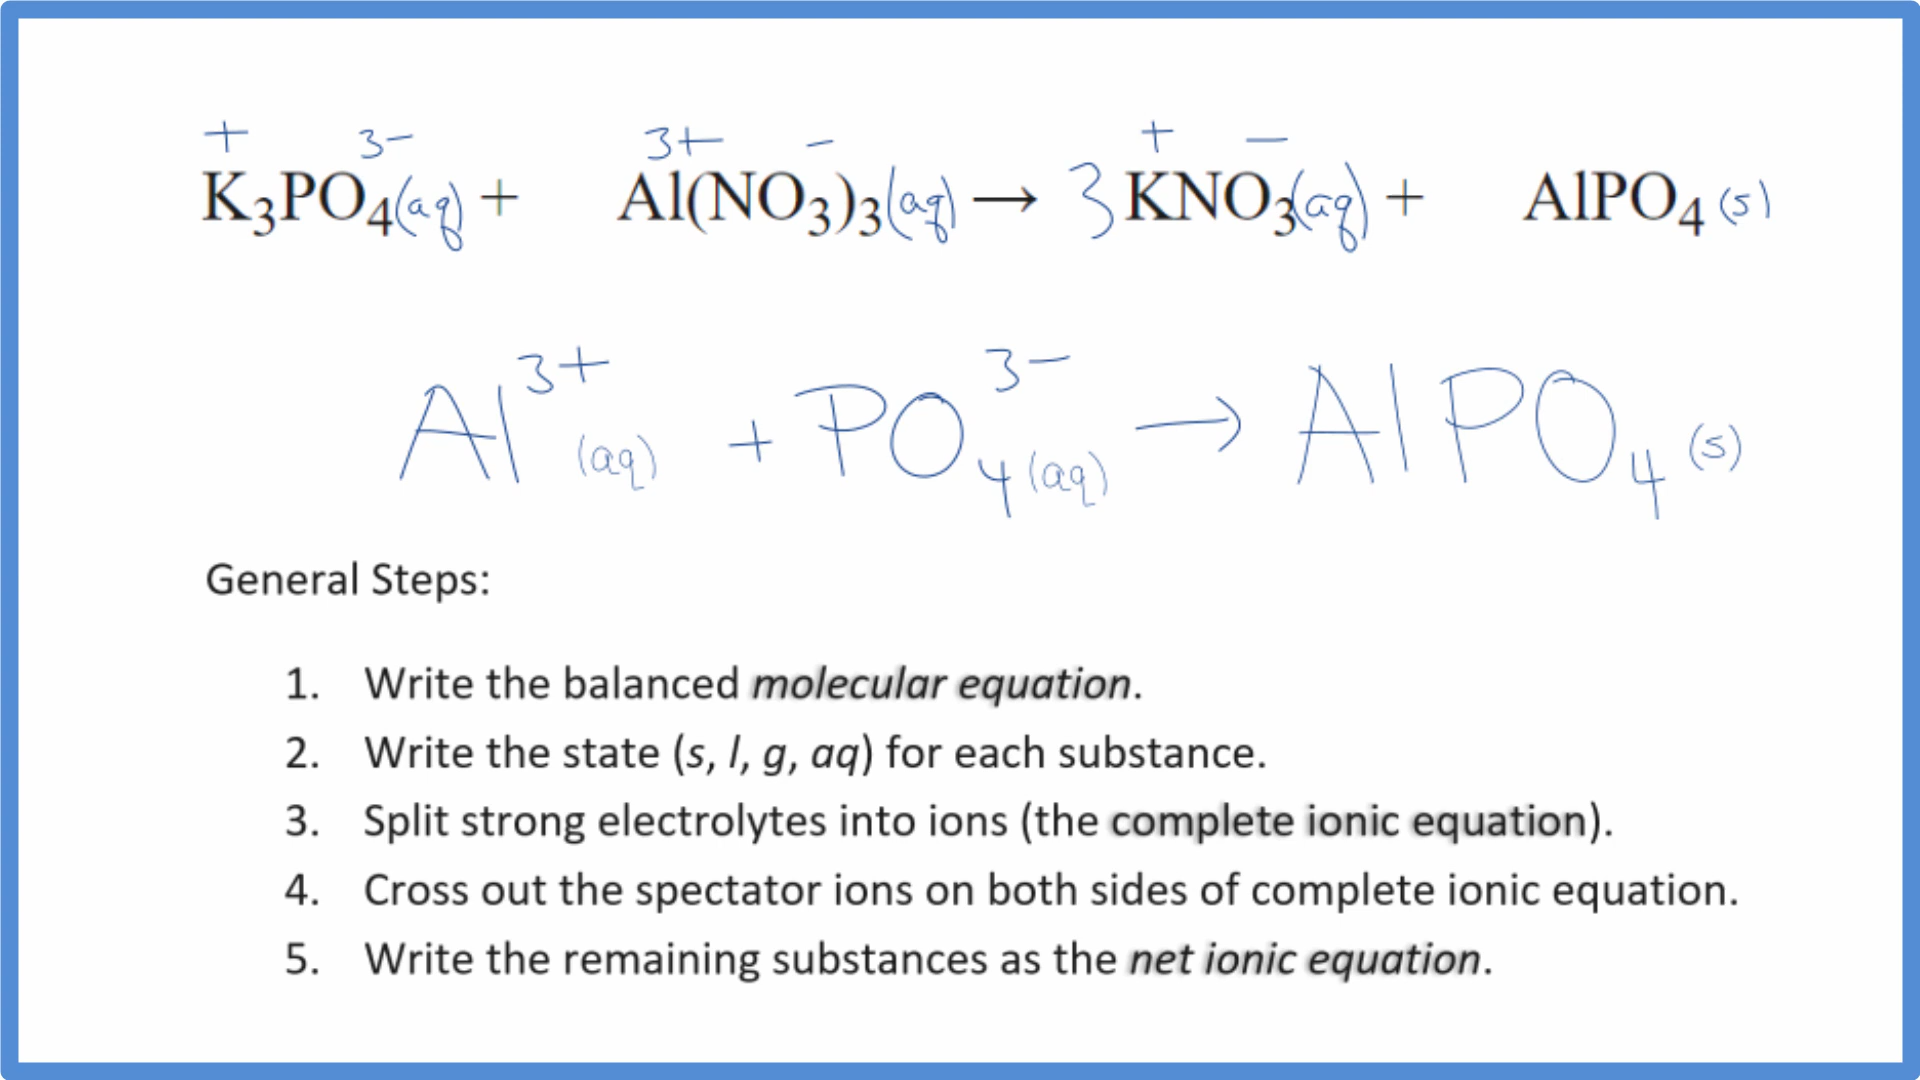 + 3− 3+ − + −
K₃PO₄(aq) + Al(NO₃)₃(aq) → 3 KNO₃(aq) + AlPO₄ (s)
Al³⁺ (aq) + PO₄³⁻ (aq) → AlPO₄ (s)
General Steps:
1. Write the balanced molecular equation.
2. Write the state (s, l, g, aq) for each substance.
3. Split strong electrolytes into ions (the complete ionic equation).
4. Cross out the spectator ions on both sides of complete ionic equation.
5. Write the remaining substances as the net ionic equation.